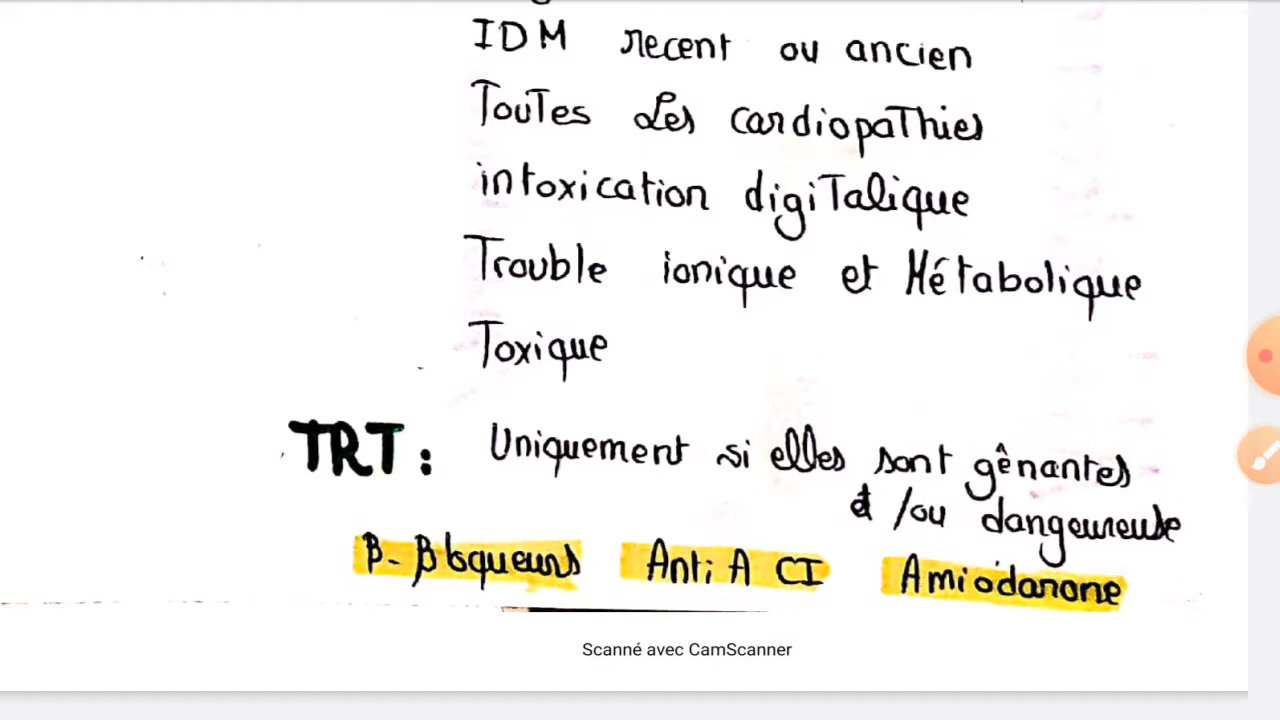 IDM recent ou ancien
Toutes les cardiopathies
intoxication digitalique
Trouble ionique et Métabolique
Toxique
TRT : Uniquement si elles sont gênantes
et /ou dangeureuse
β-Bloqueurs Anti A CI Amiodarone
Scanné avec CamScanner